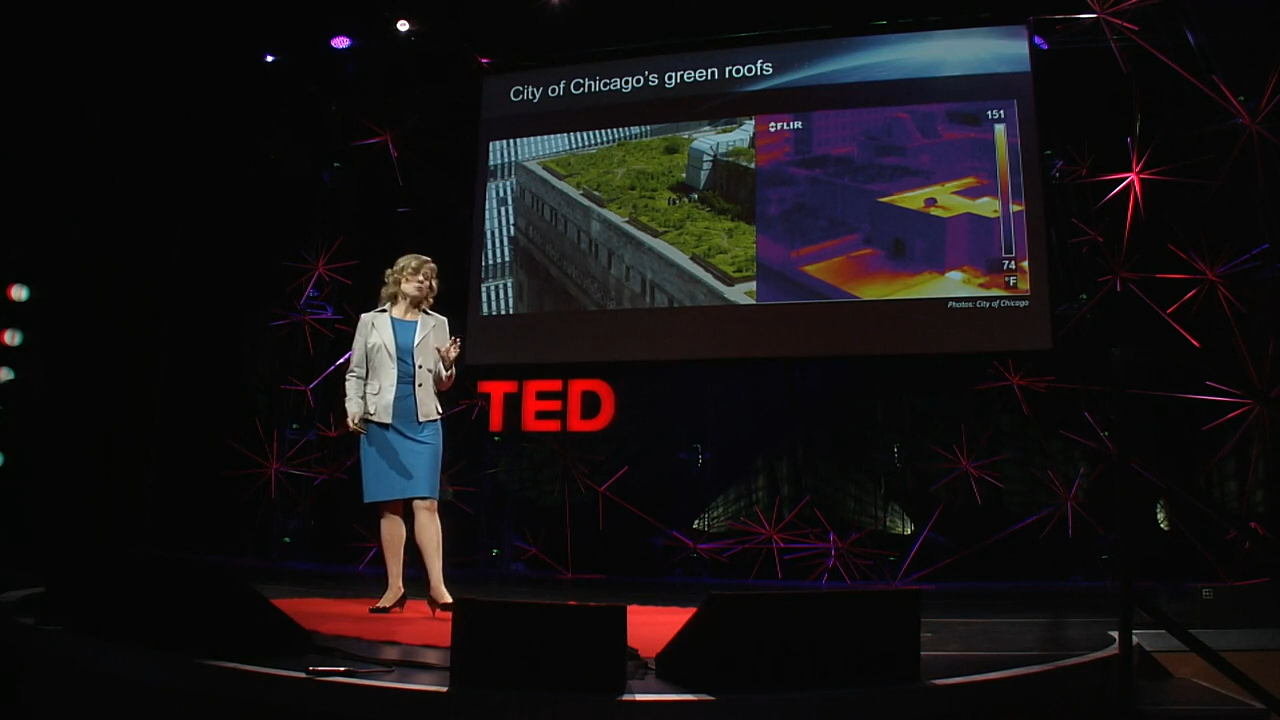 City of Chicago's green roofs
FLIR
151
74
°F
Photos: City of Chicago
TED